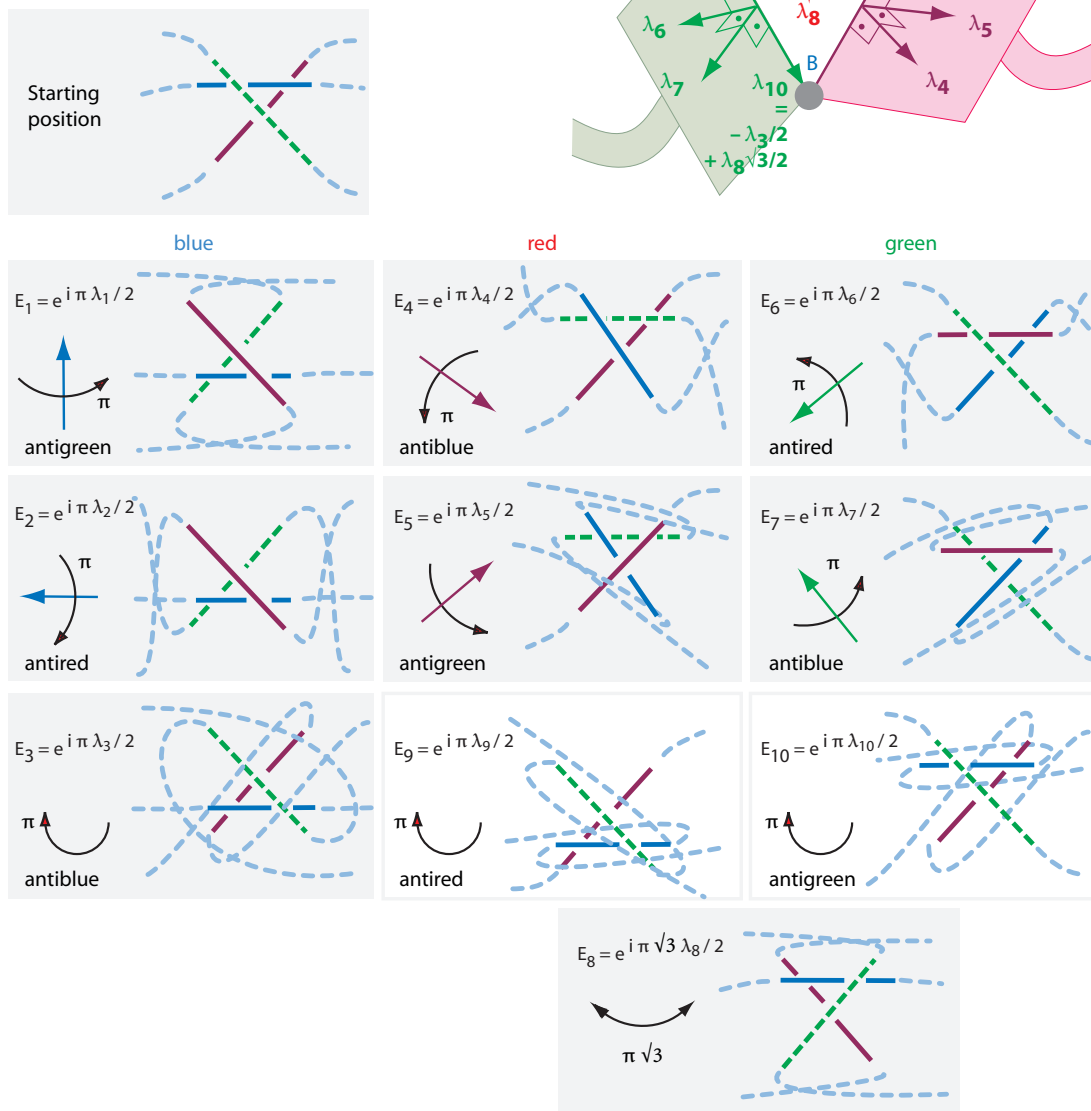 Starting
position
λ6
λ7
λ8
B
λ10
=
– λ3/2
+ λ8√3/2
λ5
λ4
blue
red
green
E1 = e i π λ1 / 2
π
antigreen
E4 = e i π λ4 / 2
π
antiblue
E6 = e i π λ6 / 2
π
antired
E2 = e i π λ2 / 2
π
antired
E5 = e i π λ5 / 2
π
antigreen
E7 = e i π λ7 / 2
π
antiblue
E3 = e i π λ3 / 2
π
antiblue
E9 = e i π λ9 / 2
π
antired
E10 = e i π λ10 / 2
π
antigreen
E8 = e i π √3 λ8 / 2
π √3